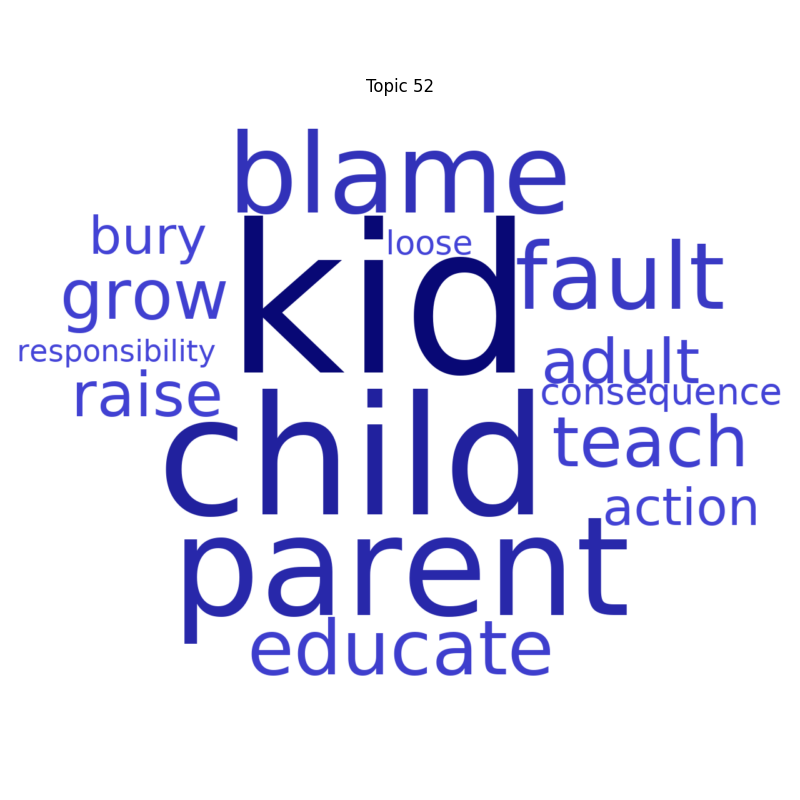 Topic 52
blame
bury
loose
kid
fault
grow
responsibility
adult
raise
consequence
child
teach
action
parent
educate